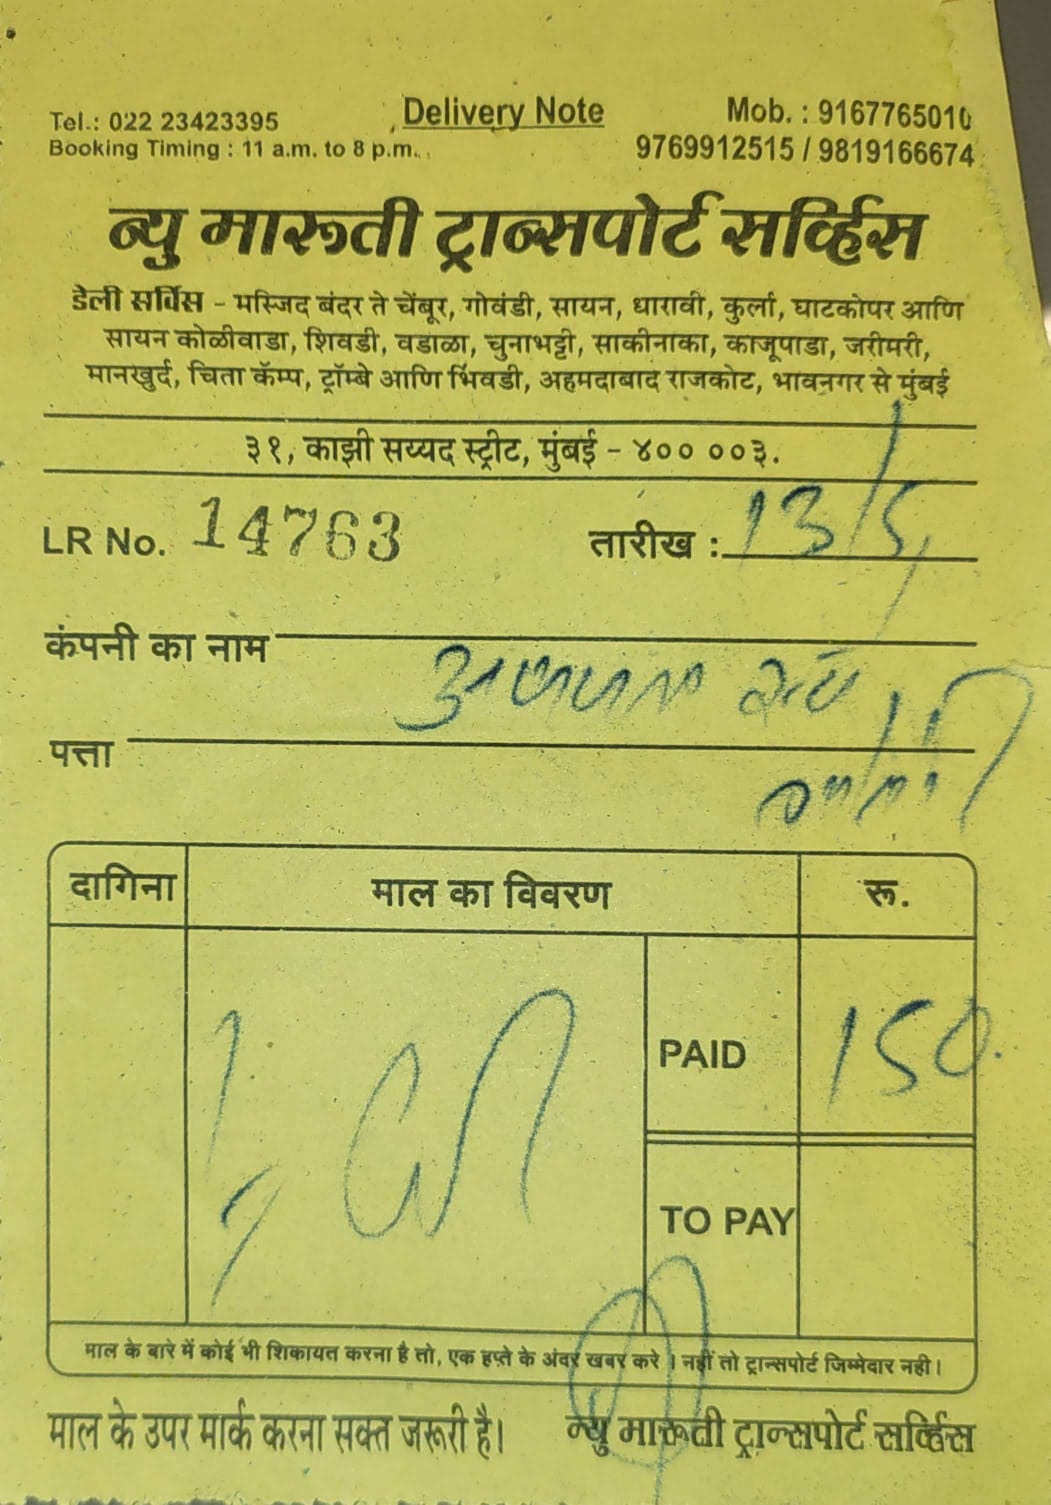 Delivery Note
Tel.: 022 23423395 Mob. : 9167765010
Booking Timing : 11 a.m. to 8 p.m. 9769912515 / 9819166674
न्यु मारूती ट्रान्सपोर्ट सर्व्हिस
डेली सर्विस - मस्जिद बंदर ते चेंबूर, गोवंडी, सायन, धारावी, कुर्ला, घाटकोपर आणि
सायन कोळीवाडा, शिवडी, वडाळा, चुनाभट्टी, साकीनाका, काजूपाडा, जरीमरी,
मानखुर्द, चिता कॅम्प, ट्रॉम्बे आणि भिंवडी, अहमदाबाद राजकोट, भावनगर से मुंबई
३१, काझी सय्यद स्ट्रीट, मुंबई - ४०० ००३.
LR No. 14763 तारीख : 13/5
कंपनी का नाम
पत्ता
दागिना माल का विवरण रू.
PAID 150
TO PAY
माल के बारे में कोई भी शिकायत करना है तो, एक हप्ते के अंदर खबर करे । नहीं तो ट्रान्सपोर्ट जिम्मेदार नही।
माल के उपर मार्क करना सक्त जरूरी है। न्यु मारूती ट्रान्सपोर्ट सर्व्हिस